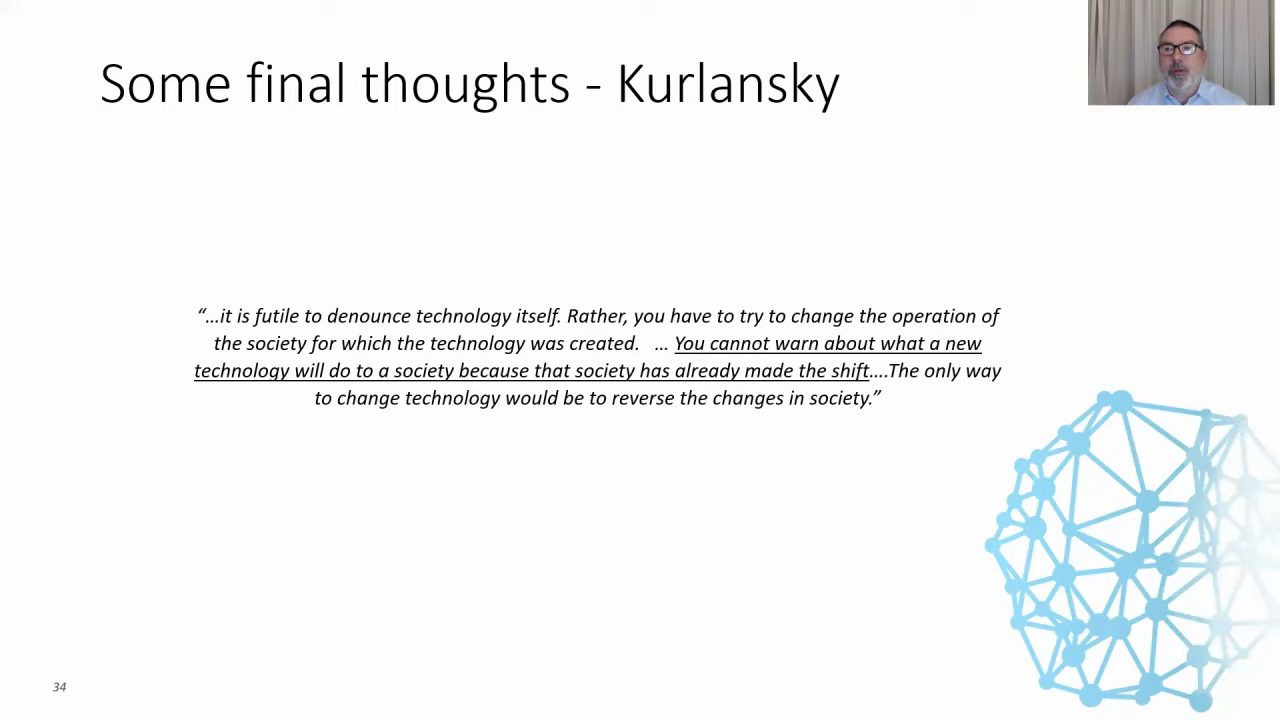 Some final thoughts - Kurlansky
“…it is futile to denounce technology itself. Rather, you have to try to change the operation of
the society for which the technology was created.   … You cannot warn about what a new
technology will do to a society because that society has already made the shift….The only way
to change technology would be to reverse the changes in society.”
34